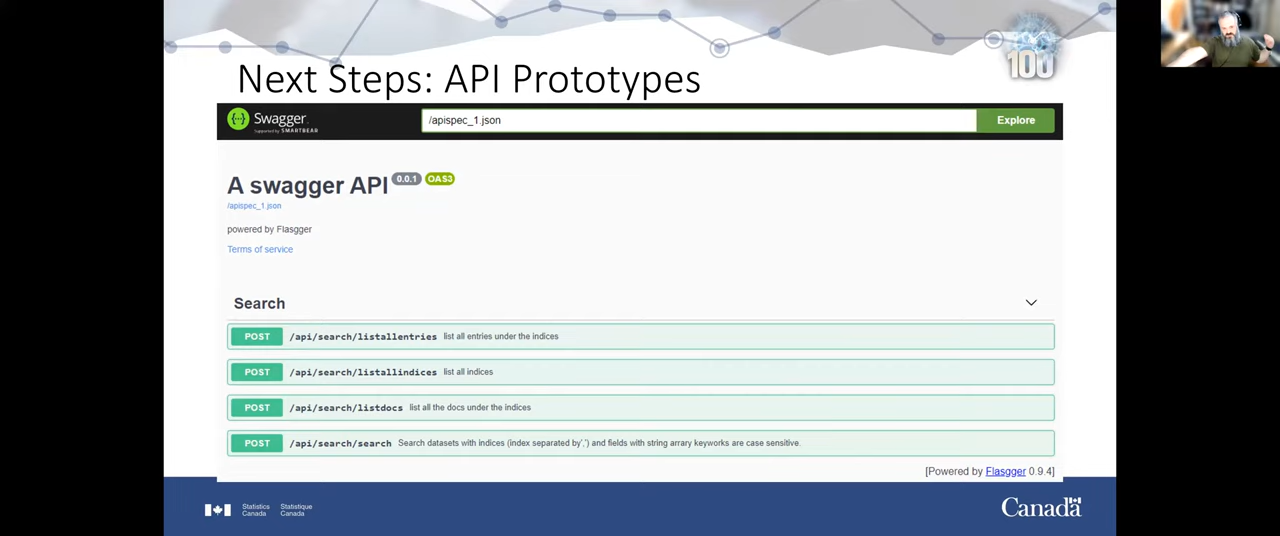 100
Next Steps: API Prototypes
Swagger.
Supported by SMARTBEAR
/apispec_1.json
Explore
A swagger API 0.0.1 OAS3
/apispec_1.json
powered by Flasgger
Terms of service
Search
POST /api/search/listallentries list all entries under the indices
POST /api/search/listallindices list all indices
POST /api/search/listdocs list all the docs under the indices
POST /api/search/search Search datasets with indices (index separated by',') and fields with string arrary keyworks are case sensitive.
[Powered by Flasgger 0.9.4]
Statistics Statistique
Canada Canada
Canada